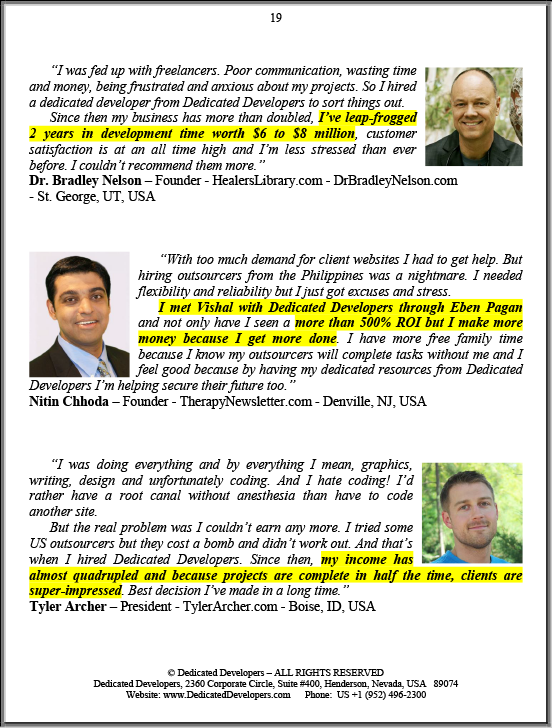 19
“I was fed up with freelancers. Poor communication, wasting time
and money, being frustrated and anxious about my projects. So I hired
a dedicated developer from Dedicated Developers to sort things out.
Since then my business has more than doubled, I’ve leap-frogged
2 years in development time worth $6 to $8 million, customer
satisfaction is at an all time high and I’m less stressed than ever
before. I couldn’t recommend them more.”
Dr. Bradley Nelson – Founder - HealersLibrary.com - DrBradleyNelson.com
- St. George, UT, USA
“With too much demand for client websites I had to get help. But
hiring outsourcers from the Philippines was a nightmare. I needed
flexibility and reliability but I just got excuses and stress.
I met Vishal with Dedicated Developers through Eben Pagan
and not only have I seen a more than 500% ROI but I make more
money because I get more done. I have more free family time
because I know my outsourcers will complete tasks without me and I
feel good because by having my dedicated resources from Dedicated
Developers I’m helping secure their future too.”
Nitin Chhoda – Founder - TherapyNewsletter.com - Denville, NJ, USA
“I was doing everything and by everything I mean, graphics,
writing, design and unfortunately coding. And I hate coding! I’d
rather have a root canal without anesthesia than have to code
another site.
But the real problem was I couldn’t earn any more. I tried some
US outsourcers but they cost a bomb and didn’t work out. And that’s
when I hired Dedicated Developers. Since then, my income has
almost quadrupled and because projects are complete in half the time, clients are
super-impressed. Best decision I’ve made in a long time.”
Tyler Archer – President - TylerArcher.com - Boise, ID, USA
© Dedicated Developers – ALL RIGHTS RESERVED
Dedicated Developers, 2360 Corporate Circle, Suite #400, Henderson, Nevada, USA 89074
Website: www.DedicatedDevelopers.com Phone: US +1 (952) 496-2300